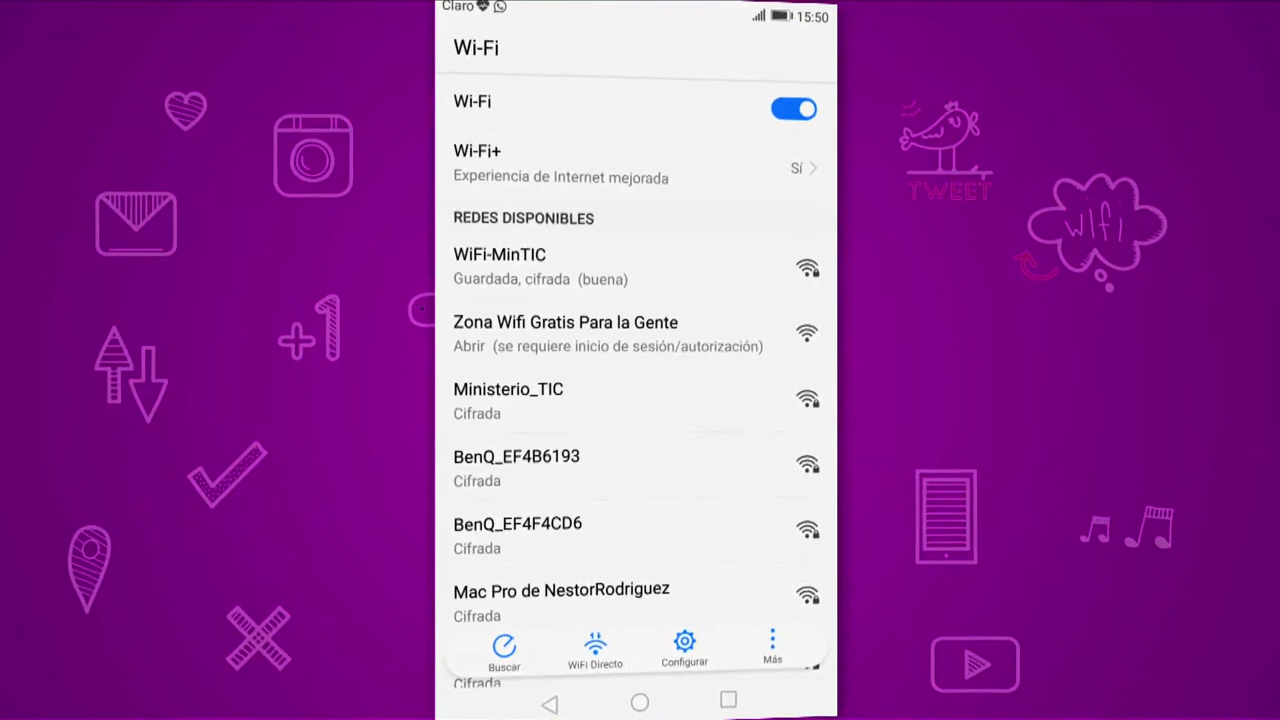 Claro
15:50
Wi-Fi
Wi-Fi
Wi-Fi+
Experiencia de Internet mejorada
Sí
REDES DISPONIBLES
WiFi-MinTIC
Guardada, cifrada (buena)
Zona Wifi Gratis Para la Gente
Abrir (se requiere inicio de sesión/autorización)
Ministerio_TIC
Cifrada
BenQ_EF4B6193
Cifrada
BenQ_EF4F4CD6
Cifrada
Mac Pro de NestorRodriguez
Cifrada
Buscar
WiFi Directo
Configurar
Más
Cifrada
+1
TWEET
wifi